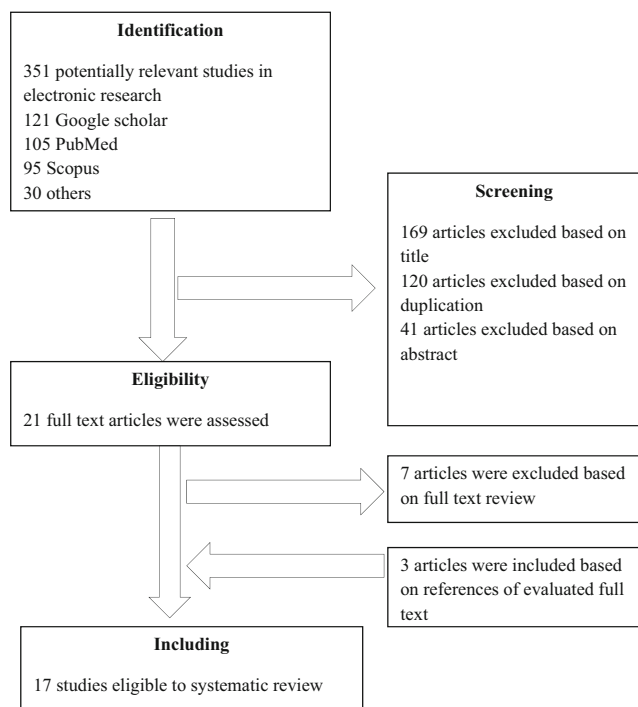 Identification
351 potentially relevant studies in
electronic research
121 Google scholar
105 PubMed
95 Scopus
30 others
Screening
169 articles excluded based on
title
120 articles excluded based on
duplication
41 articles excluded based on
abstract
Eligibility
21 full text articles were assessed
7 articles were excluded based
on full text review
3 articles were included based
on references of evaluated full
text
Including
17 studies eligible to systematic review